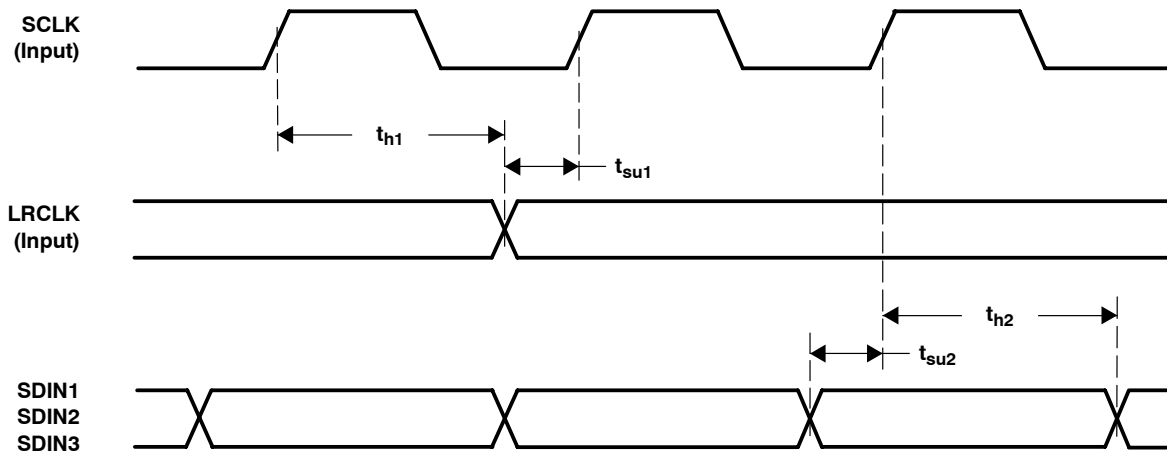 SCLK
(Input)
th1
tsu1
LRCLK
(Input)
th2
tsu2
SDIN1
SDIN2
SDIN3